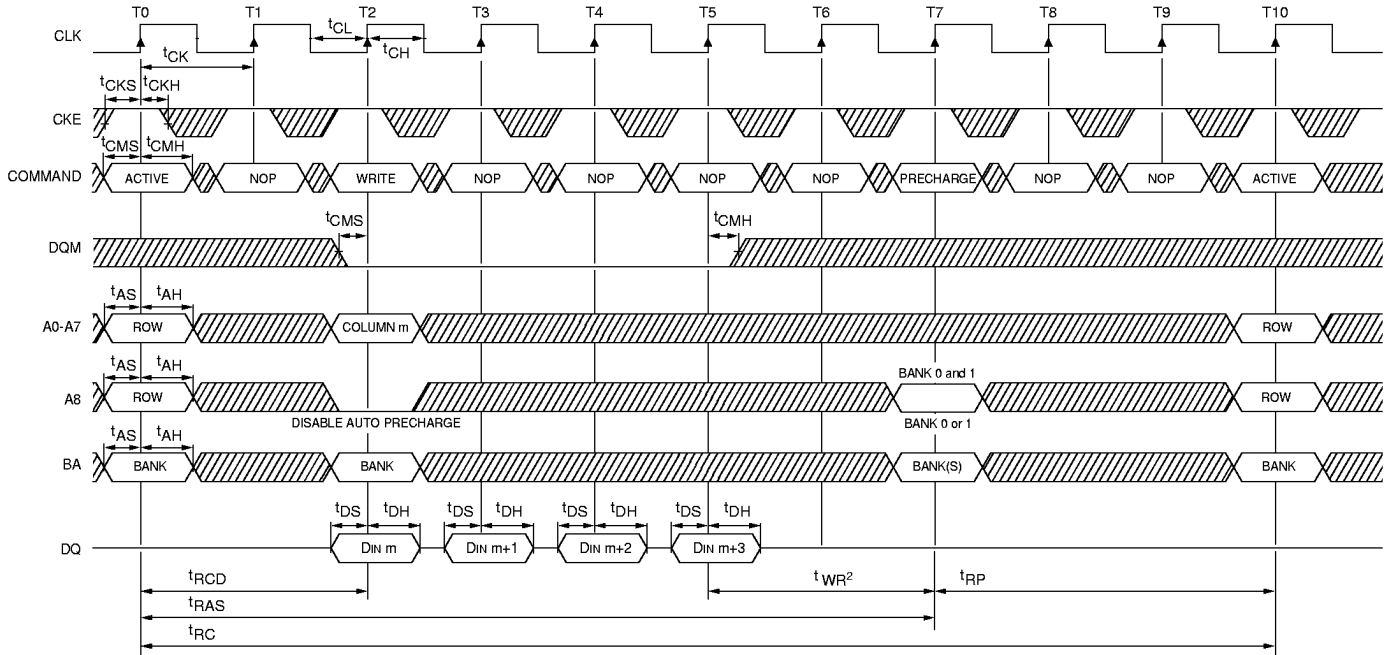 T0 T1 T2 T3 T4 T5 T6 T7 T8 T9 T10
CLK
tCL
tCH
tCK
tCKS tCKH
CKE
tCMS tCMH
COMMAND ACTIVE NOP WRITE NOP NOP NOP NOP PRECHARGE NOP NOP ACTIVE
tCMS tCMH
DQM
tAS tAH
A0-A7 ROW COLUMN m ROW
tAS tAH BANK 0 and 1
A8 ROW ROW
DISABLE AUTO PRECHARGE BANK 0 or 1
tAS tAH
BA BANK BANK BANK(S) BANK
tDS tDH tDS tDH tDS tDH tDS tDH
DQ DIN m DIN m+1 DIN m+2 DIN m+3
tRCD tWR² tRP
tRAS
tRC